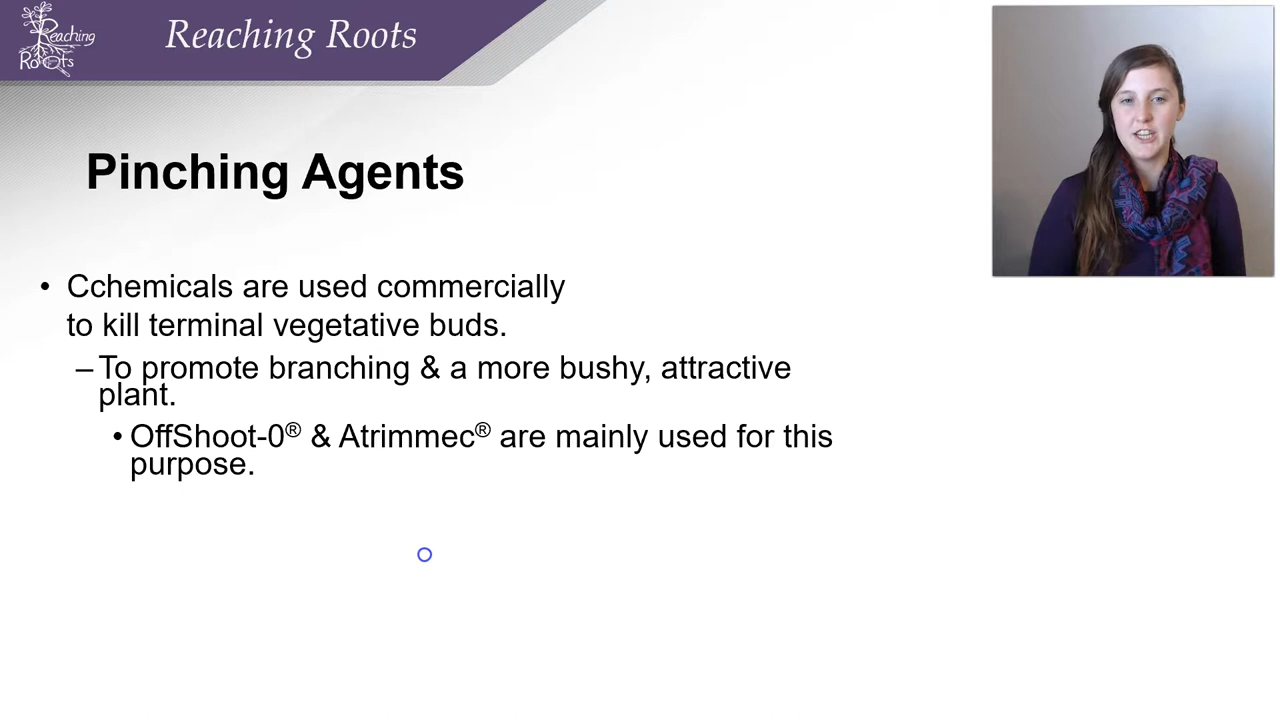 Reaching
Roots
Reaching Roots
Pinching Agents
• Cchemicals are used commercially
to kill terminal vegetative buds.
– To promote branching & a more bushy, attractive
plant.
• OffShoot-0® & Atrimmec® are mainly used for this
purpose.